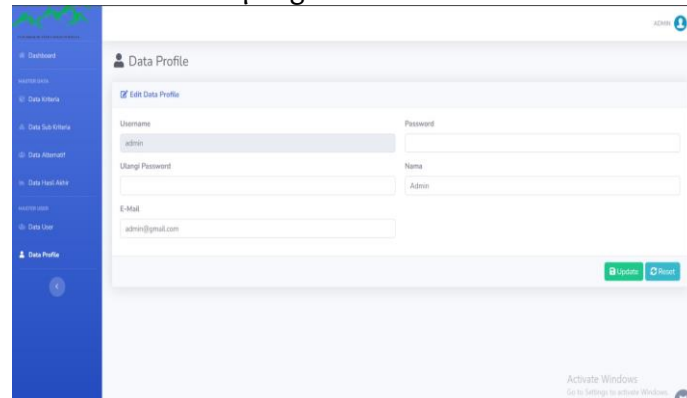 ADMIN
Dashboard
Data Profile
MASTER DATA
Edit Data Profile
Data Kriteria
Data Sub Kriteria
Data Alternatif
Data Hasil Akhir
MASTER USER
Data User
Data Profile
Username
Password
admin
Ulangi Password
Nama
Admin
E-Mail
admin@gmail.com
Update Reset
Activate Windows
Go to Settings to activate Windows.